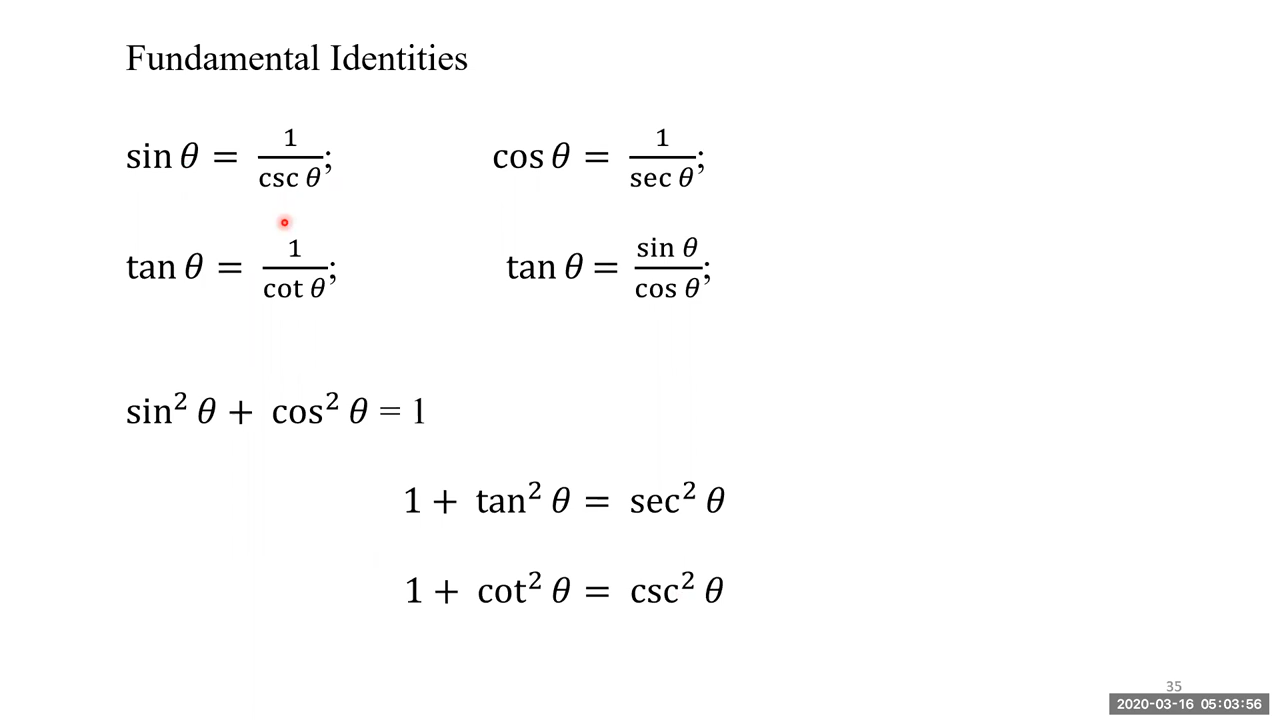 Fundamental Identities
sin θ = 1/csc θ; cos θ = 1/sec θ;
tan θ = 1/cot θ; tan θ = sin θ/cos θ;
sin² θ + cos² θ = 1
1 + tan² θ = sec² θ
1 + cot² θ = csc² θ
35
2020-03-16 05:03:56